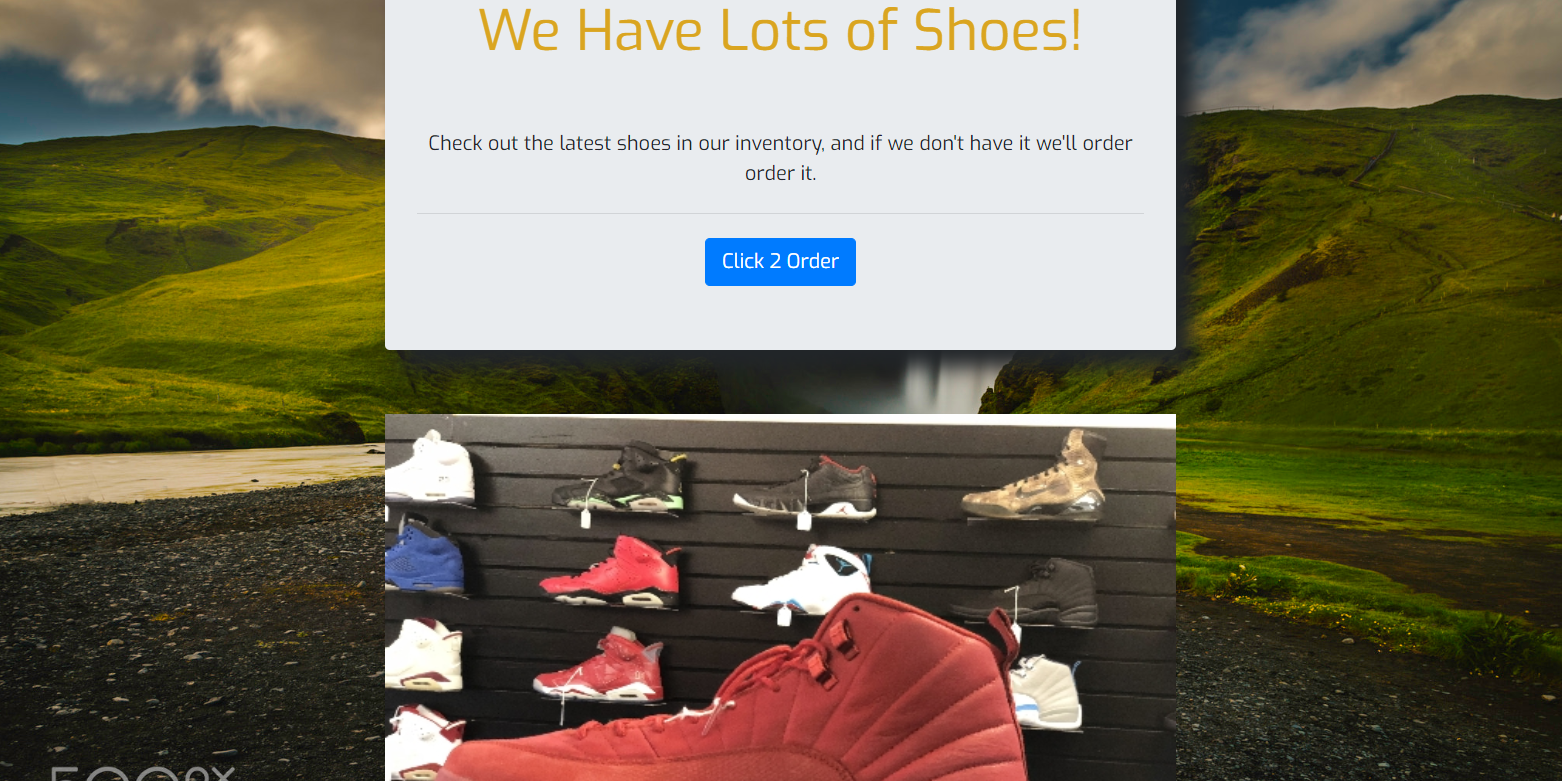 We Have Lots of Shoes!
Check out the latest shoes in our inventory, and if we don't have it we'll order
order it.
Click 2 Order